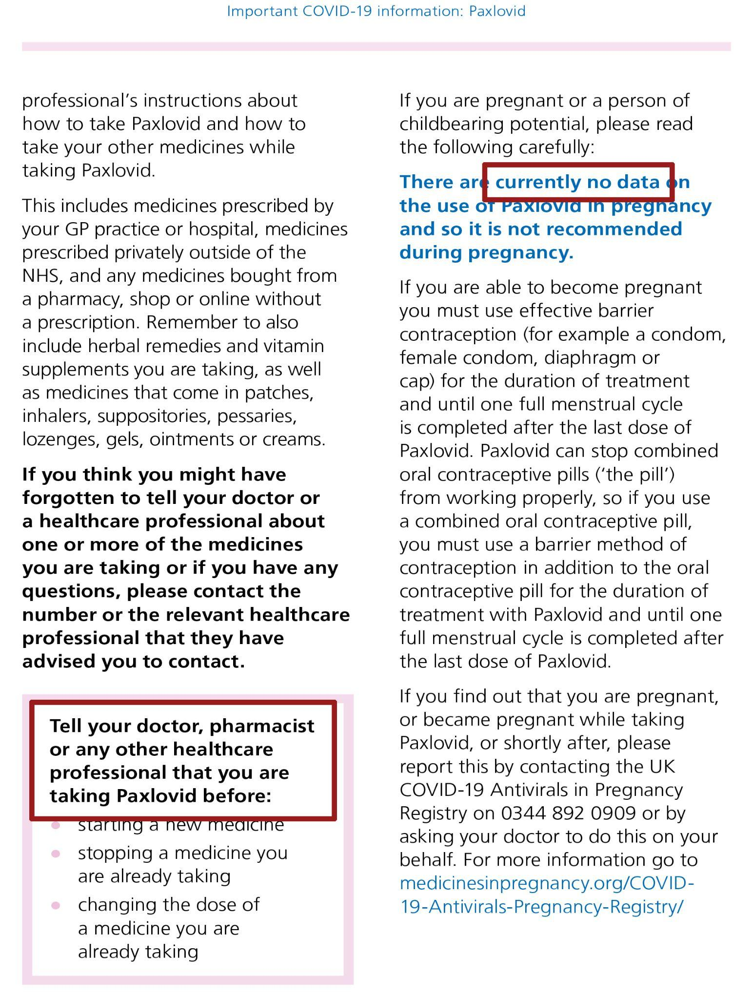 Important COVID-19 information: Paxlovid
professional’s instructions about
how to take Paxlovid and how to
take your other medicines while
taking Paxlovid.
This includes medicines prescribed by
your GP practice or hospital, medicines
prescribed privately outside of the
NHS, and any medicines bought from
a pharmacy, shop or online without
a prescription. Remember to also
include herbal remedies and vitamin
supplements you are taking, as well
as medicines that come in patches,
inhalers, suppositories, pessaries,
lozenges, gels, ointments or creams.
If you think you might have
forgotten to tell your doctor or
a healthcare professional about
one or more of the medicines
you are taking or if you have any
questions, please contact the
number or the relevant healthcare
professional that they have
advised you to contact.
Tell your doctor, pharmacist
or any other healthcare
professional that you are
taking Paxlovid before:
• starting a new medicine
• stopping a medicine you
are already taking
• changing the dose of
a medicine you are
already taking
If you are pregnant or a person of
childbearing potential, please read
the following carefully:
There are currently no data on
the use of Paxlovid in pregnancy
and so it is not recommended
during pregnancy.
If you are able to become pregnant
you must use effective barrier
contraception (for example a condom,
female condom, diaphragm or
cap) for the duration of treatment
and until one full menstrual cycle
is completed after the last dose of
Paxlovid. Paxlovid can stop combined
oral contraceptive pills (‘the pill’)
from working properly, so if you use
a combined oral contraceptive pill,
you must use a barrier method of
contraception in addition to the oral
contraceptive pill for the duration of
treatment with Paxlovid and until one
full menstrual cycle is completed after
the last dose of Paxlovid.
If you find out that you are pregnant,
or became pregnant while taking
Paxlovid, or shortly after, please
report this by contacting the UK
COVID-19 Antivirals in Pregnancy
Registry on 0344 892 0909 or by
asking your doctor to do this on your
behalf. For more information go to
medicinesinpregnancy.org/COVID-
19-Antivirals-Pregnancy-Registry/